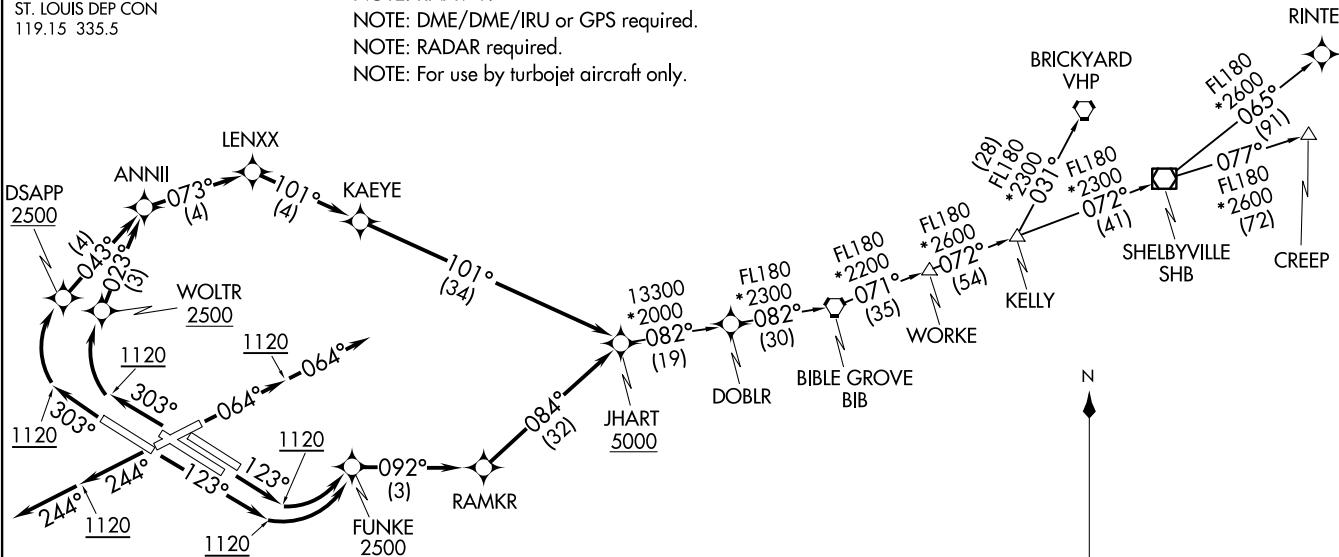 ST. LOUIS DEP CON
119.15 335.5
NOTE: DME/DME/IRU or GPS required.
NOTE: RADAR required.
NOTE: For use by turbojet aircraft only.
RINTE
BRICKYARD
VHP
FL180
*2600
065°
(91)
LENXX
ANNII
073°
(4)
101°
(4)
KAEYE
DSAPP
2500
(4)
043°
023°
(3)
(28)
FL180
*2300
031°
FL180
*2300
072°
(41)
077°
FL180
*2600
(72)
SHELBYVILLE
SHB
CREEP
WOLTR
2500
101°
(34)
FL180
*2600
072°
(54)
KELLY
FL180
*2200
071°
(35)
WORKE
13300
*2000
082°
(19)
FL180
*2300
082°
(30)
BIBLE GROVE
BIB
DOBLR
JHART
5000
1120
1120
064°
064°
303°
303°
1120
1120
084°
(32)
N
244°
244°
1120
123°
123°
092°
(3)
RAMKR
FUNKE
2500
1120